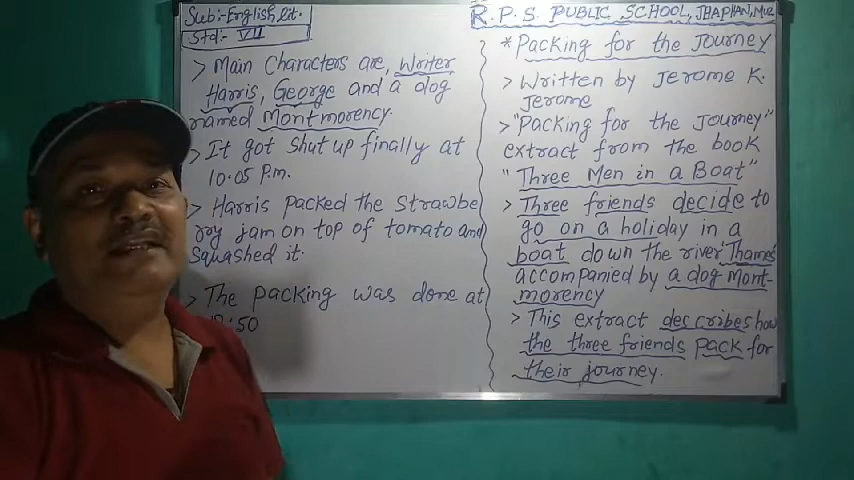 Sub:- English Lit.
Std:- VII
> Main Characters are, Writer
Harris, George and a dog
named Montmorency.
> It got Shut up finally at
10.05 P.m.
> Harris packed the Strawbe
rry jam on top of tomato and
Squashed it.
> The packing was done at
:50
R. P. S. PUBLIC SCHOOL, JHAPHAN, MUZ
* Packing for the Journey
> Written by Jerome K.
Jerome
> "Packing for the Journey"
extract from the book
"Three Men in a Boat"
> Three friends decide to
go on a holiday in a
boat down the river Thames
accompanied by a dog Mont-
morency
> This extract describes how
the three friends pack for
their journey.